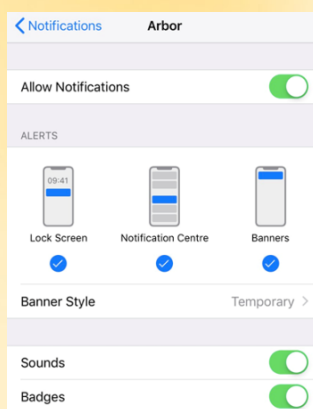 Notifications Arbor
Allow Notifications
ALERTS
09:41
Lock Screen Notification Centre Banners
Banner Style Temporary
Sounds
Badges